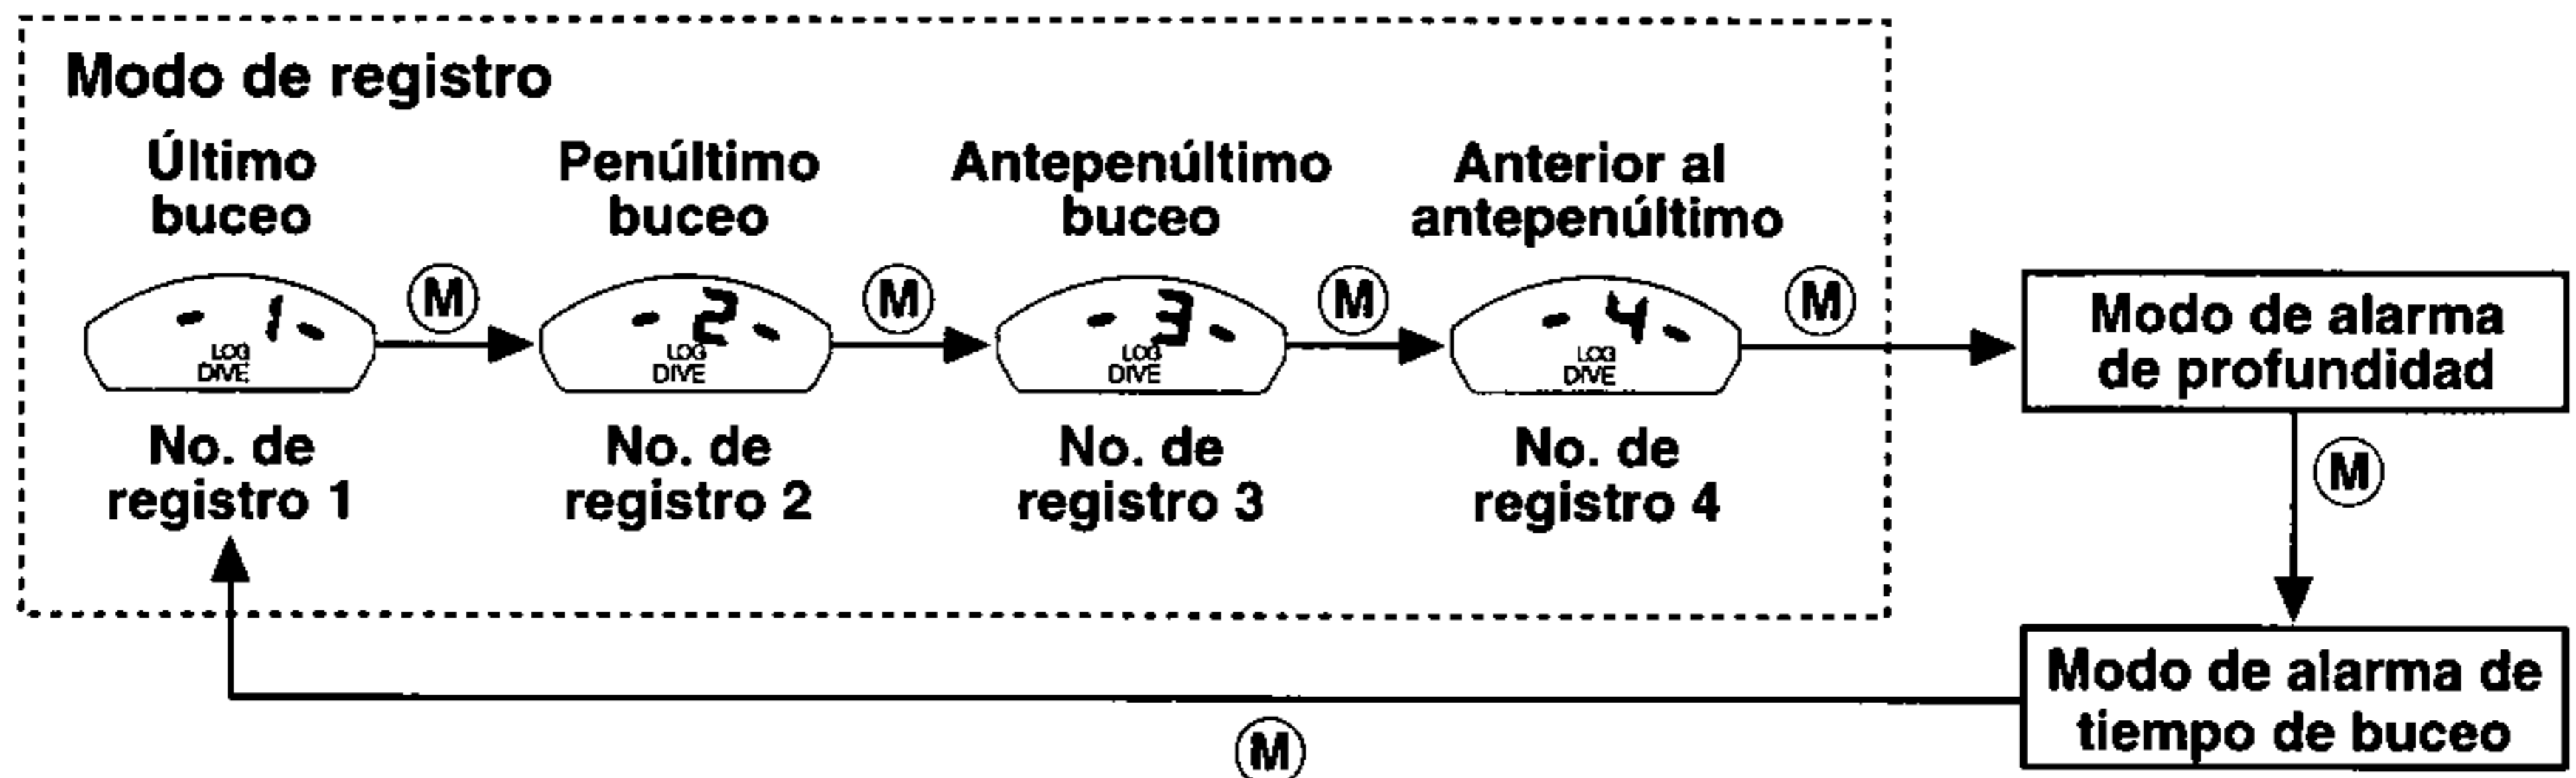 Modo de registro
Último
buceo
Penúltimo
buceo
Antepenúltimo
buceo
Anterior al
antepenúltimo
- 1 -
LOG
DIVE
M
- 2 -
LOG
DIVE
M
- 3 -
LOG
DIVE
M
- 4 -
LOG
DIVE
M
No. de
registro 1
No. de
registro 2
No. de
registro 3
No. de
registro 4
Modo de alarma
de profundidad
M
Modo de alarma de
tiempo de buceo
M